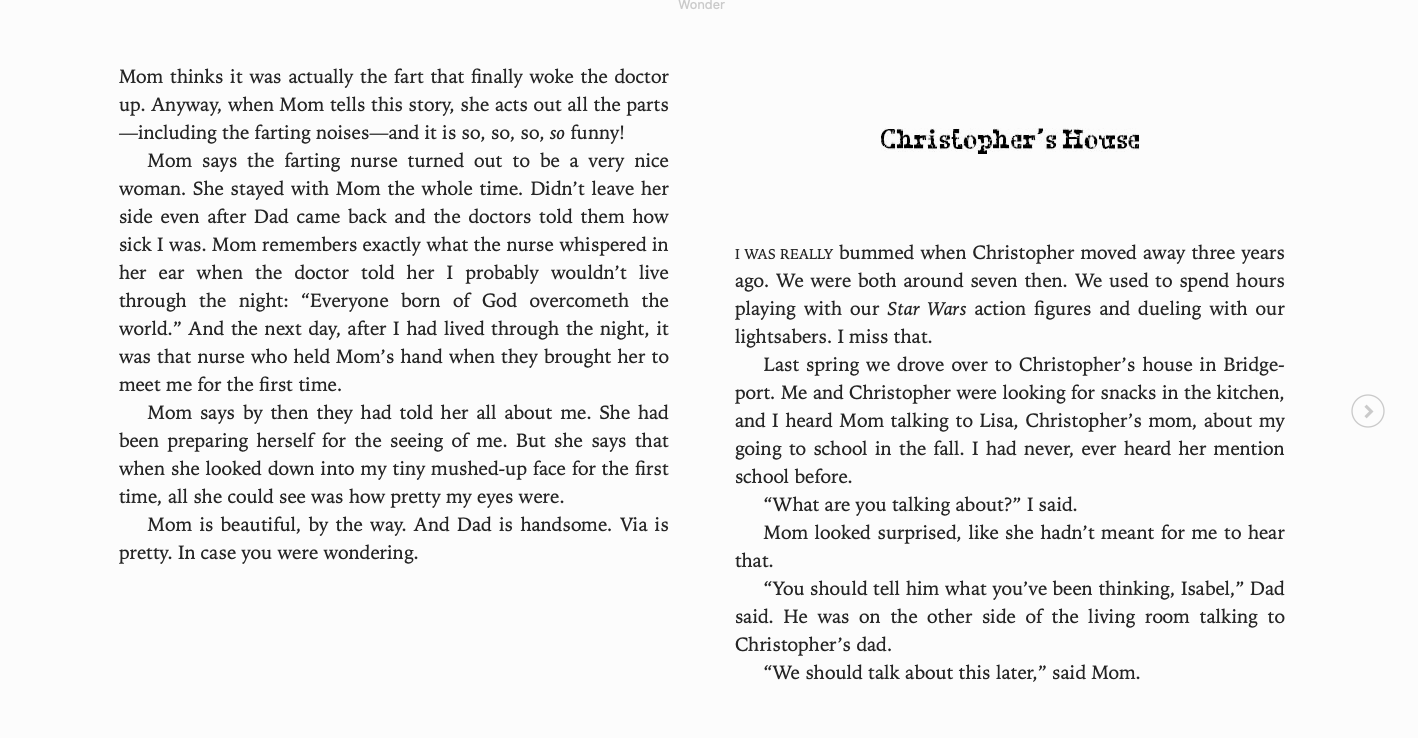 Wonder
Mom thinks it was actually the fart that finally woke the doctor
up. Anyway, when Mom tells this story, she acts out all the parts
—including the farting noises—and it is so, so, so, so funny!
Mom says the farting nurse turned out to be a very nice
woman. She stayed with Mom the whole time. Didn’t leave her
side even after Dad came back and the doctors told them how
sick I was. Mom remembers exactly what the nurse whispered in
her ear when the doctor told her I probably wouldn’t live
through the night: “Everyone born of God overcometh the
world.” And the next day, after I had lived through the night, it
was that nurse who held Mom’s hand when they brought her to
meet me for the first time.
Mom says by then they had told her all about me. She had
been preparing herself for the seeing of me. But she says that
when she looked down into my tiny mushed-up face for the first
time, all she could see was how pretty my eyes were.
Mom is beautiful, by the way. And Dad is handsome. Via is
pretty. In case you were wondering.
Christopher’s House
I WAS REALLY bummed when Christopher moved away three years
ago. We were both around seven then. We used to spend hours
playing with our Star Wars action figures and dueling with our
lightsabers. I miss that.
Last spring we drove over to Christopher’s house in Bridge-
port. Me and Christopher were looking for snacks in the kitchen,
and I heard Mom talking to Lisa, Christopher’s mom, about my
going to school in the fall. I had never, ever heard her mention
school before.
“What are you talking about?” I said.
Mom looked surprised, like she hadn’t meant for me to hear
that.
“You should tell him what you’ve been thinking, Isabel,” Dad
said. He was on the other side of the living room talking to
Christopher’s dad.
“We should talk about this later,” said Mom.